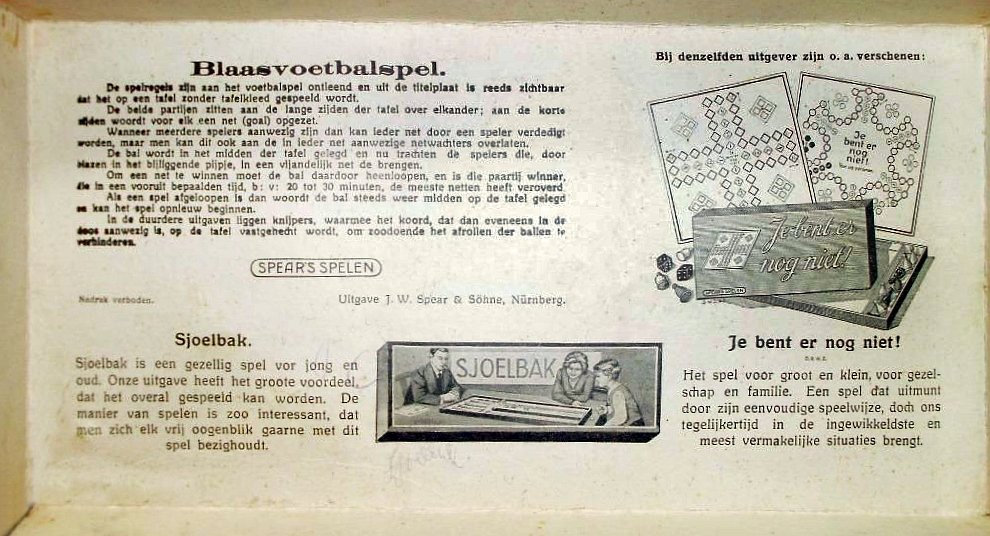 Blaasvoetbalspel.
De spelregels zijn aan het voetbalspel ontleend en uit de titelplaat is reeds zichtbaar
dat het op een tafel zonder tafelkleed gespeeld wordt.
De beide partijen zitten aan de lange zijden der tafel over elkander; aan de korte
zijden woordt voor elk een net (goal) opgezet.
Wanneer meerdere spelers aanwezig zijn dan kan ieder net door een speler verdedigt
worden, maar men kan dit ook aan de in ieder net aanwezige netwachters overlaten.
De bal wordt in het midden der tafel gelegd en nu trachten de spelers die, door
blazen in het bijliggende pijpje, in een vijandelijk net de brengen.
Om een net te winnen moet de bal daardoor heenloopen, en is die paartij winner,
die in een vooruit bepaalden tijd, b: v: 20 tot 30 minuten, de meeste netten heeft veroverd.
Als een spel afgeloopen is dan woordt de bal steeds weer midden op de tafel gelegd
en kan het spel opnieuw beginnen.
In de duurdere uitgaven liggen knijpers, waarmee het koord, dat dan eveneens in de
doos aanwezig is, op de tafel vastgehecht wordt, om zoodoende het afrollen der ballen te
verhinderen.
SPEAR'S SPELEN
Nadruk verboden.
Uitgave J. W. Spear & Söhne, Nürnberg.
Bij denzelfden uitgever zijn o. a. verschenen:
Je
bent er
nog
niet!
Je bent er
nog niet!
SPEAR'S SPELEN
Sjoelbak.
Sjoelbak is een gezellig spel vor jong en
oud. Onze uitgave heeft het groote voordeel,
dat het overal gespeeld kan worden. De
manier van spelen is zoo interessant, dat
men zich elk vrij oogenblik gaarne met dit
spel bezighoudt.
SJOELBAK
Je bent er nog niet!
Het spel voor groot en klein, voor gezel-
schap en familie. Een spel dat uitmunt
door zijn eenvoudige speelwijze, doch ons
tegelijkertijd in de ingewikkeldste en
meest vermakelijke situaties brengt.